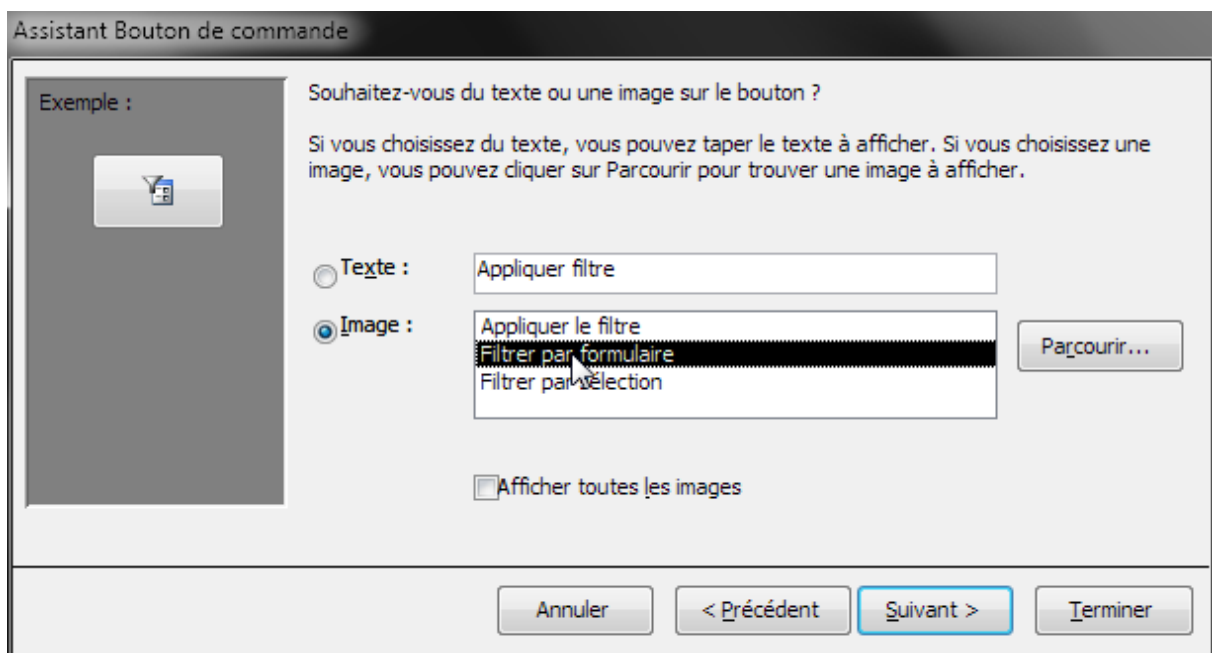 Assistant Bouton de commande
Exemple :
Souhaitez-vous du texte ou une image sur le bouton ?
Si vous choisissez du texte, vous pouvez taper le texte à afficher. Si vous choisissez une
image, vous pouvez cliquer sur Parcourir pour trouver une image à afficher.
Texte :
Appliquer filtre
Image :
Appliquer le filtre
Filtrer par formulaire
Filtrer par sélection
Parcourir...
Afficher toutes les images
Annuler
< Précédent
Suivant >
Terminer